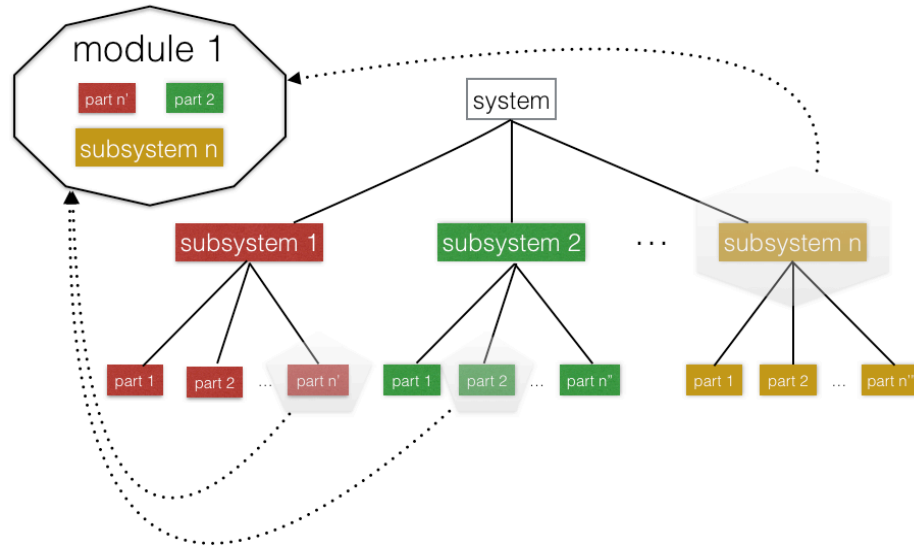 module 1
part n’
part 2
subsystem n
system
subsystem 1
subsystem 2
...
subsystem n
part 1
part 2
...
part n’
part 1
part 2
...
part n”
part 1
part 2
...
part n’”